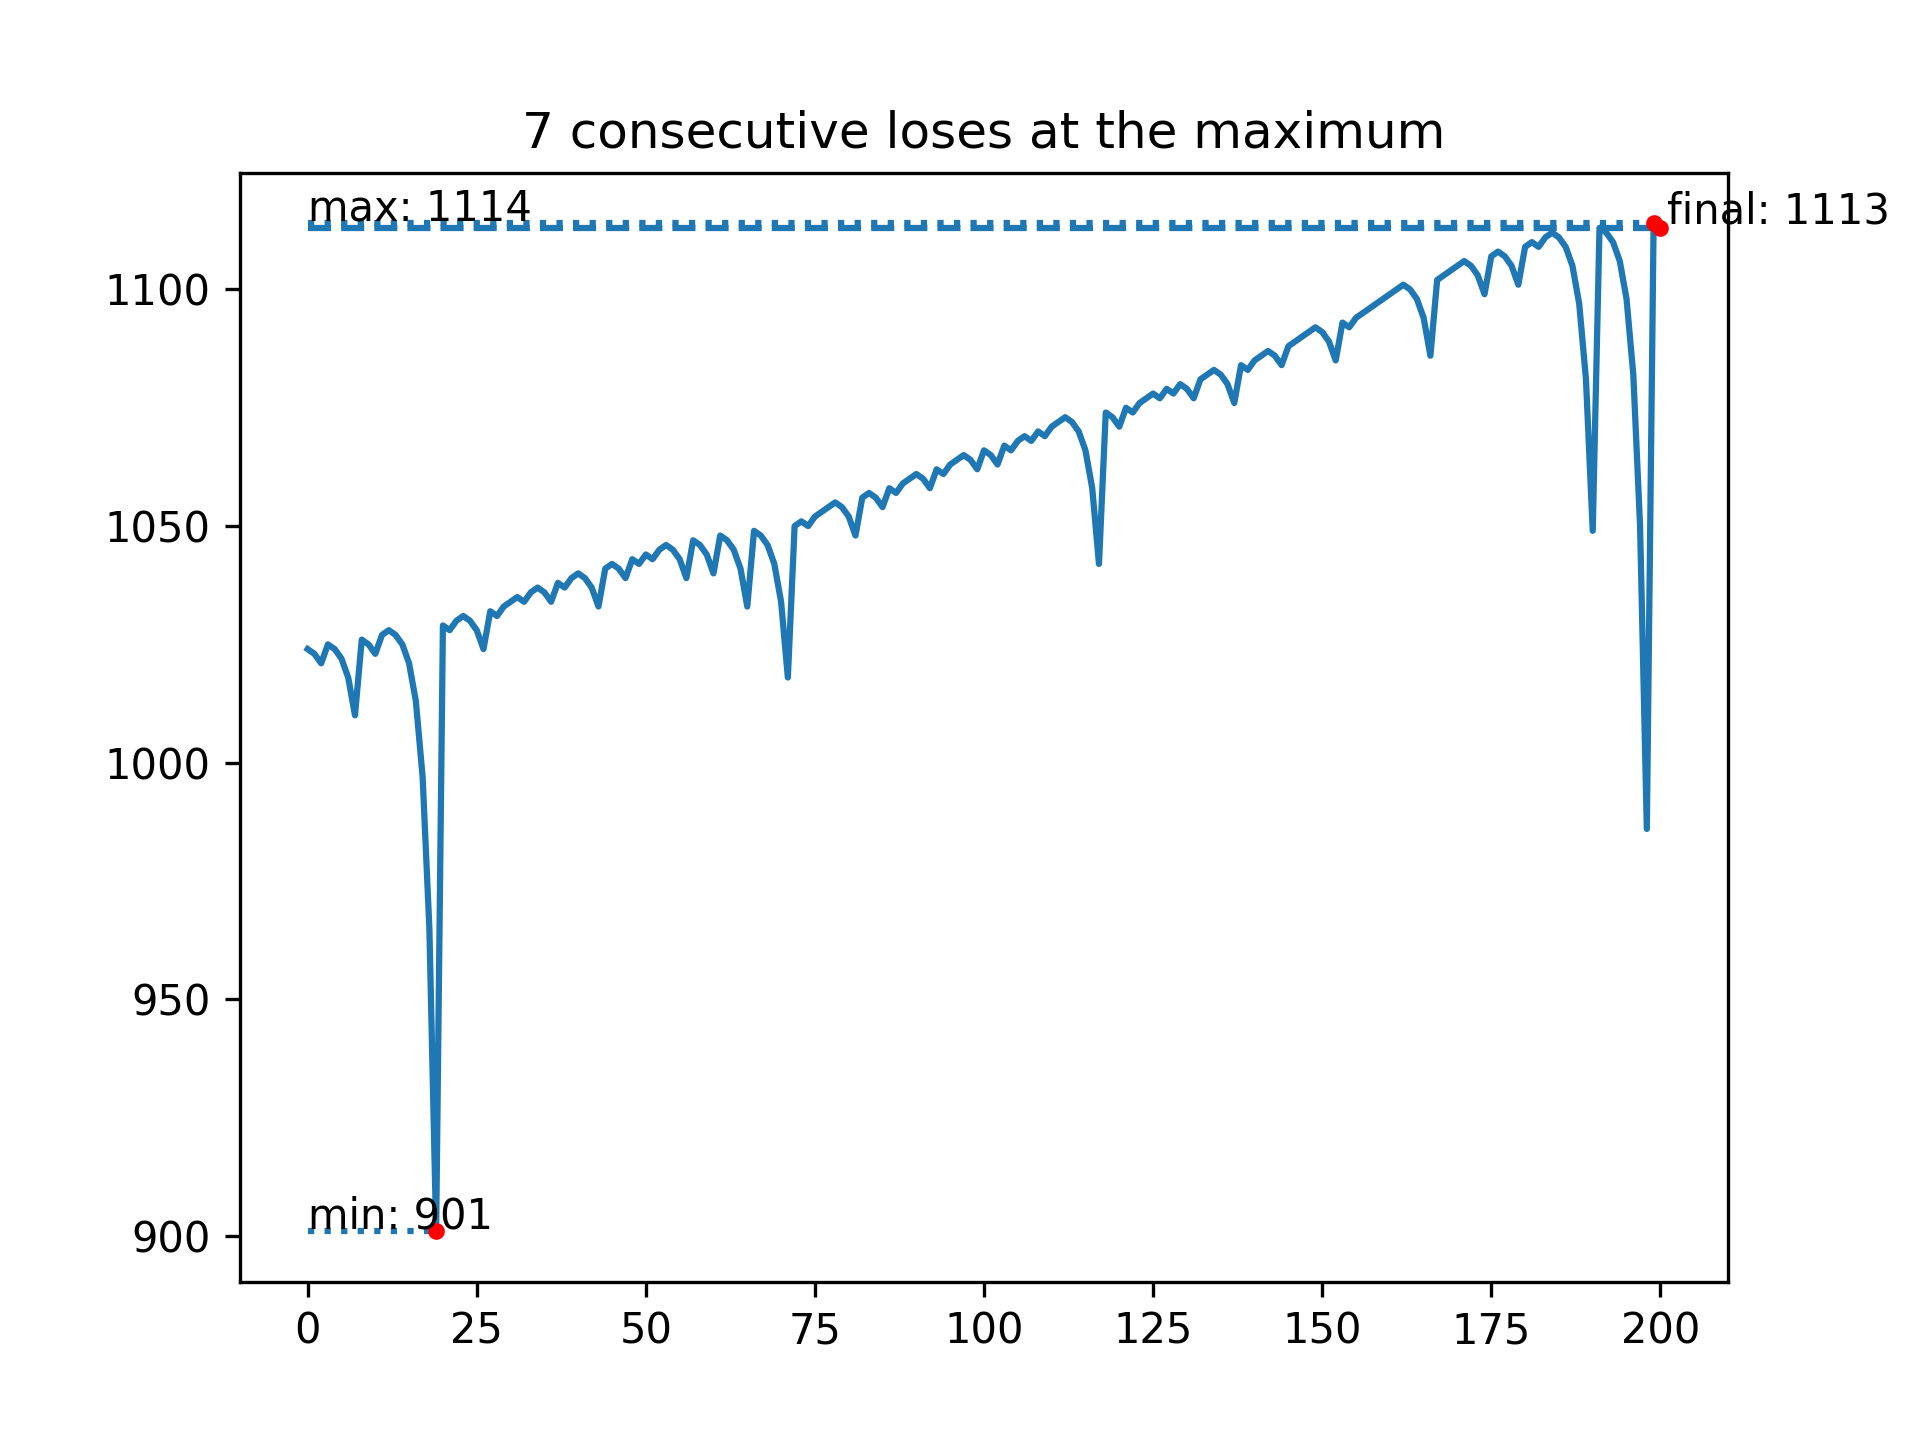 7 consecutive loses at the maximum
max: 1114
final: 1113
1100
1050
1000
950
min: 901
900
0 25 50 75 100 125 150 175 200